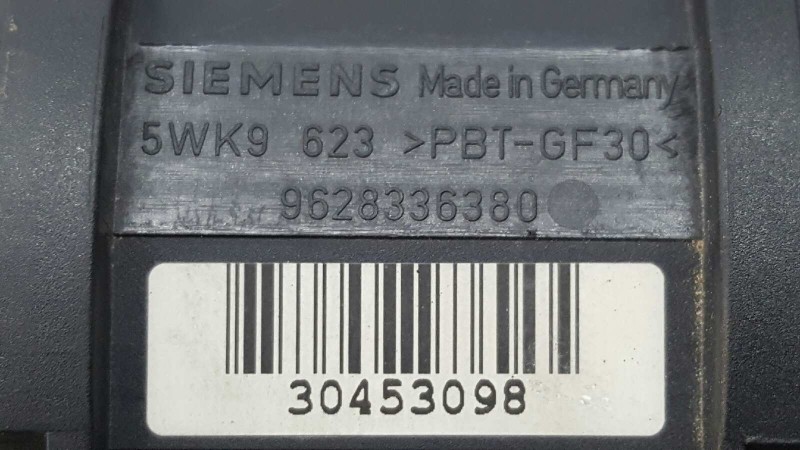 SIEMENS Made in Germany
5WK9 623 >PBT-GF30<
9628336380
30453098